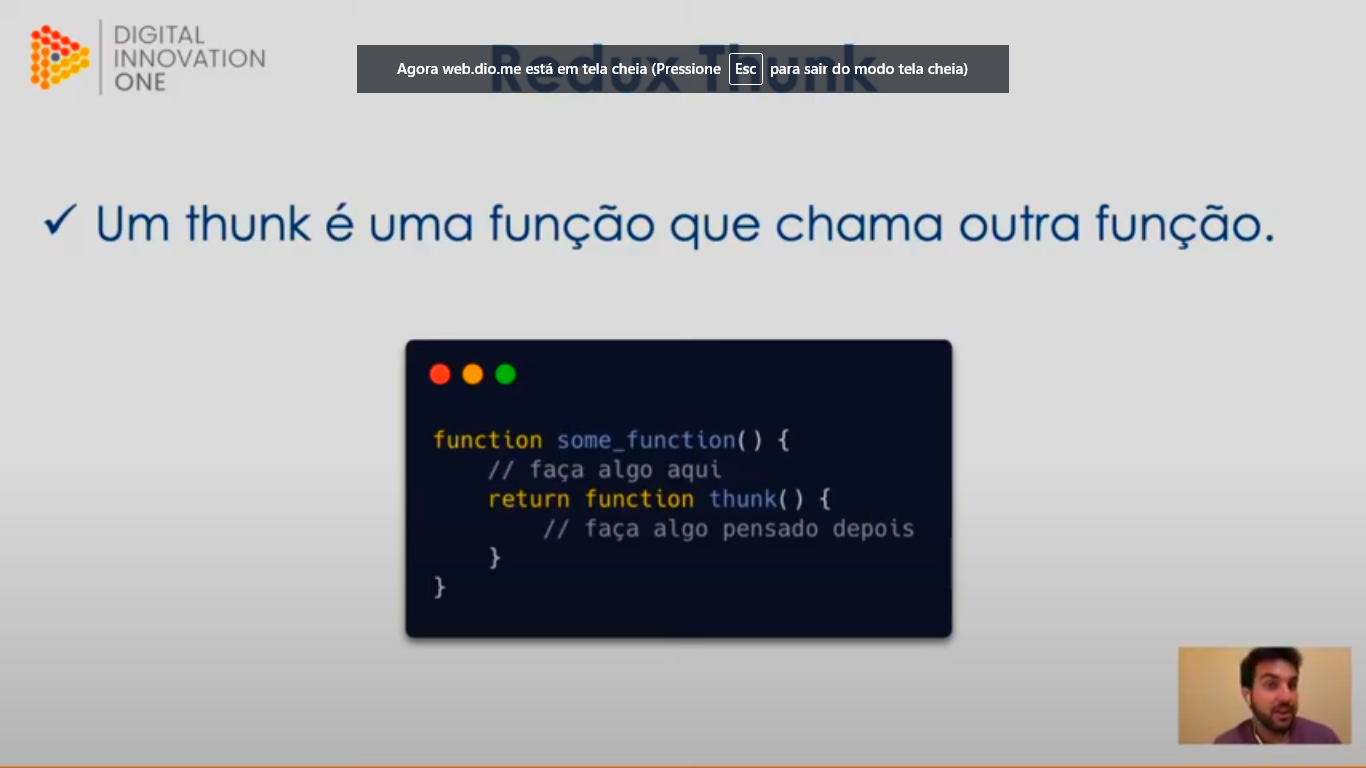 DIGITAL
INNOVATION
ONE
Redux Thunk
Agora web.dio.me está em tela cheia (Pressione Esc para sair do modo tela cheia)
✓ Um thunk é uma função que chama outra função.
function some_function() {
    // faça algo aqui
    return function thunk() {
        // faça algo pensado depois
    }
}